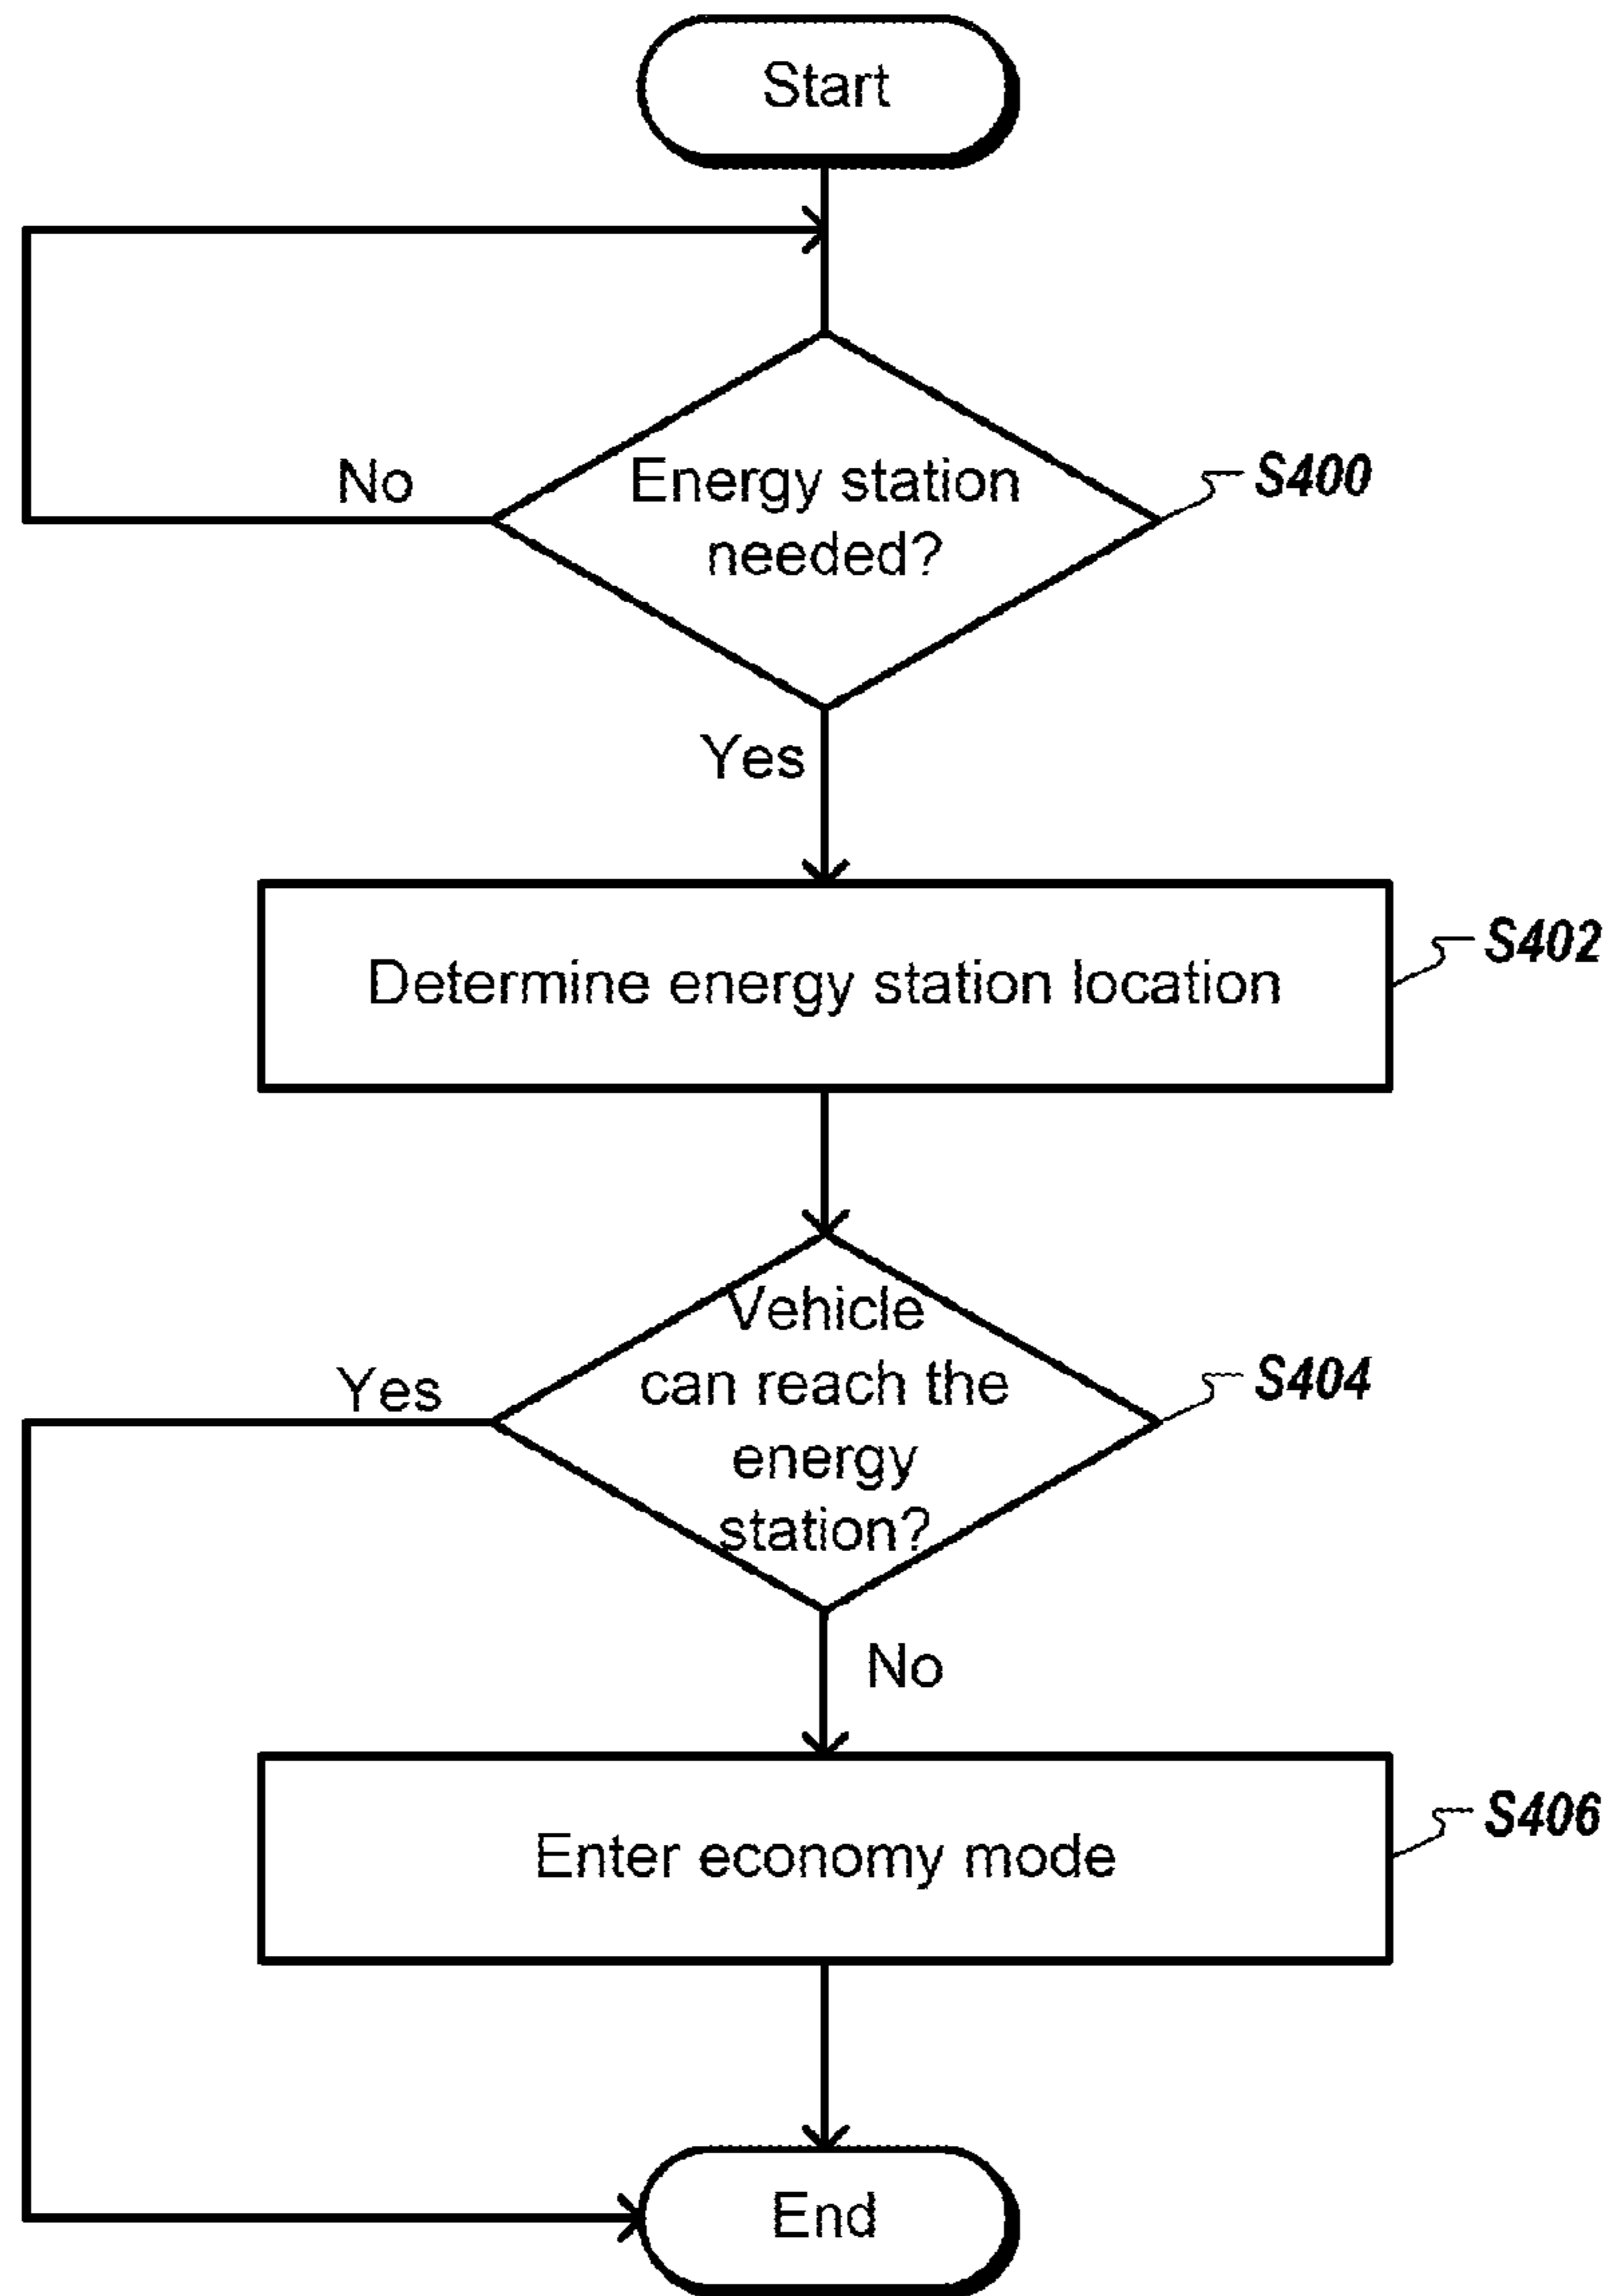 Start
No
Energy station
needed?
S400
Yes
Determine energy station location
S402
Vehicle
can reach the
energy
station?
Yes
S404
No
Enter economy mode
S406
End